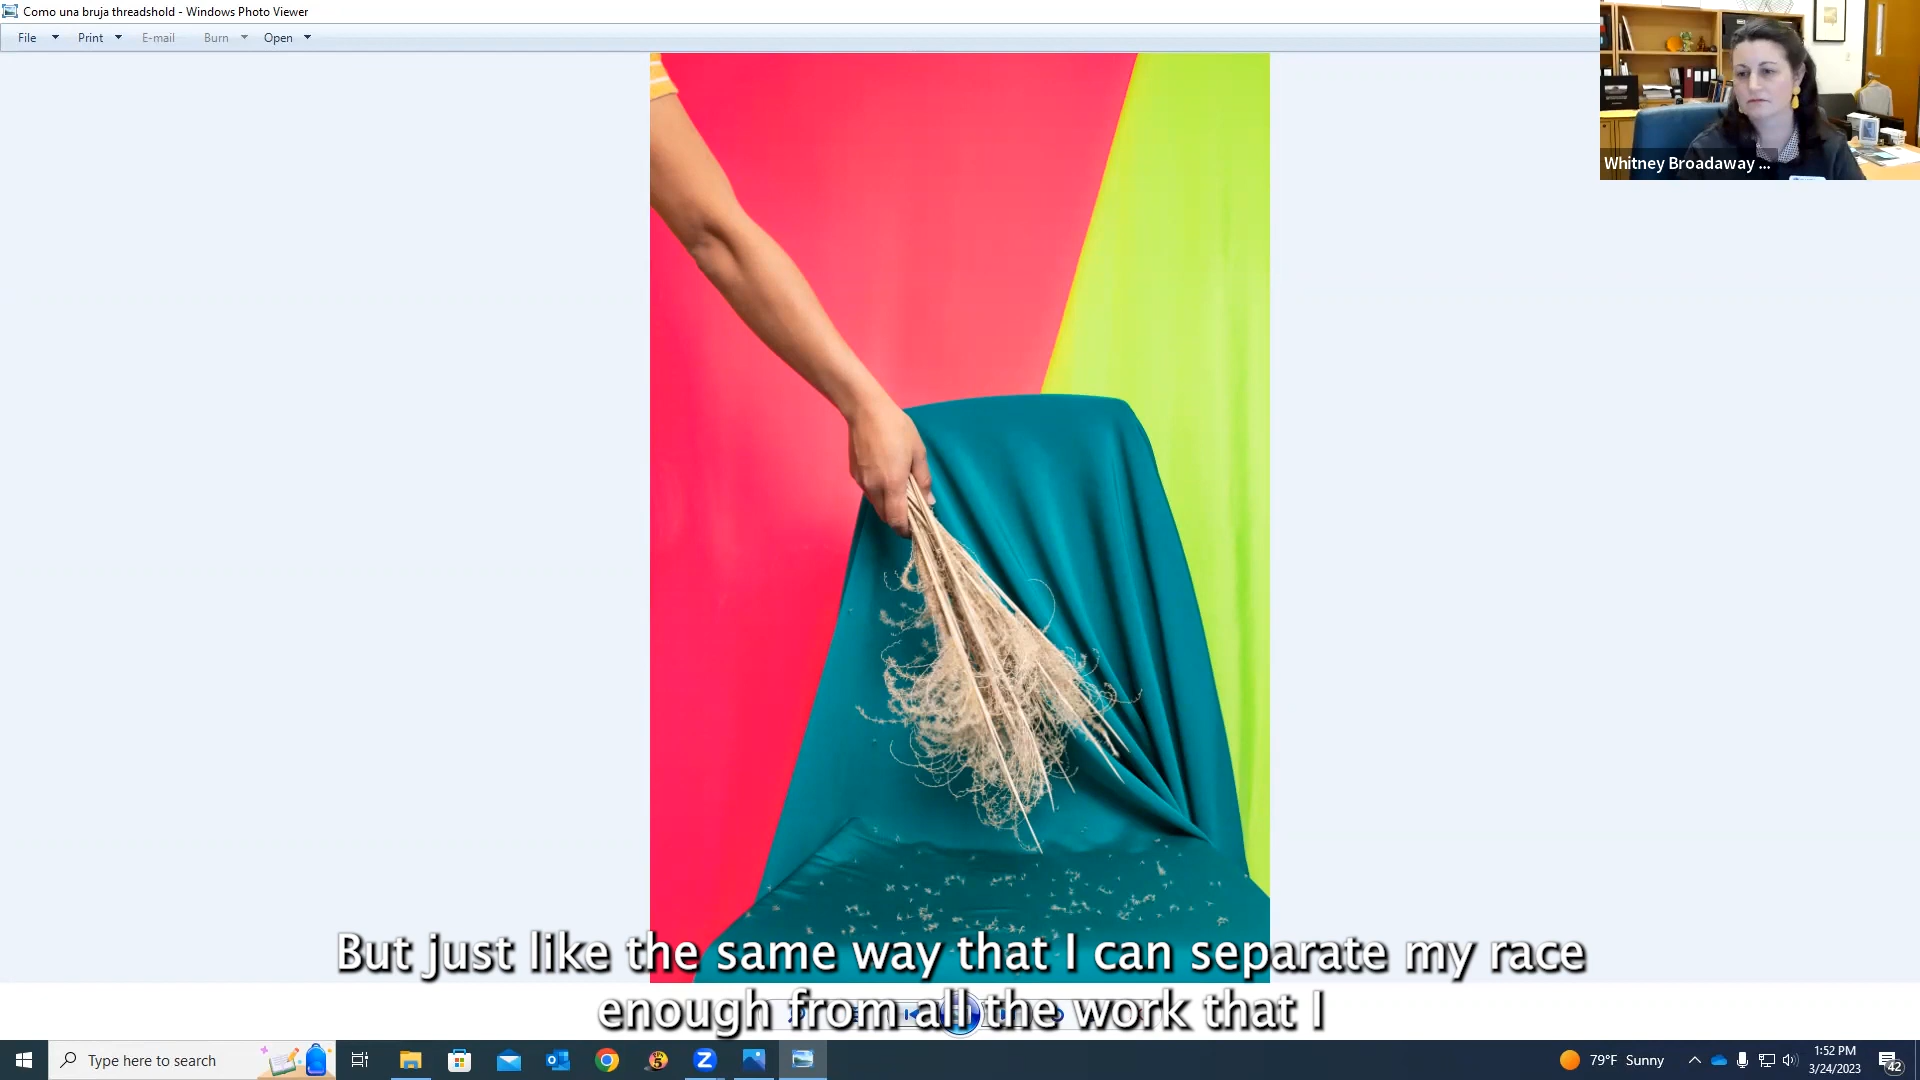 Como una bruja threadshold - Windows Photo Viewer
File Print E-mail Burn Open
Whitney Broadaway ...
But just like the same way that I can separate my race
enough from all the work that I
Type here to search
79°F Sunny
1:52 PM
3/24/2023
42